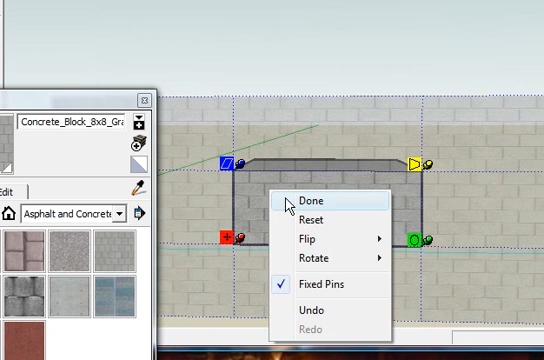 Concrete_Block_8x8_Gra
Edit
Asphalt and Concrete
Done
Reset
Flip
Rotate
Fixed Pins
Undo
Redo